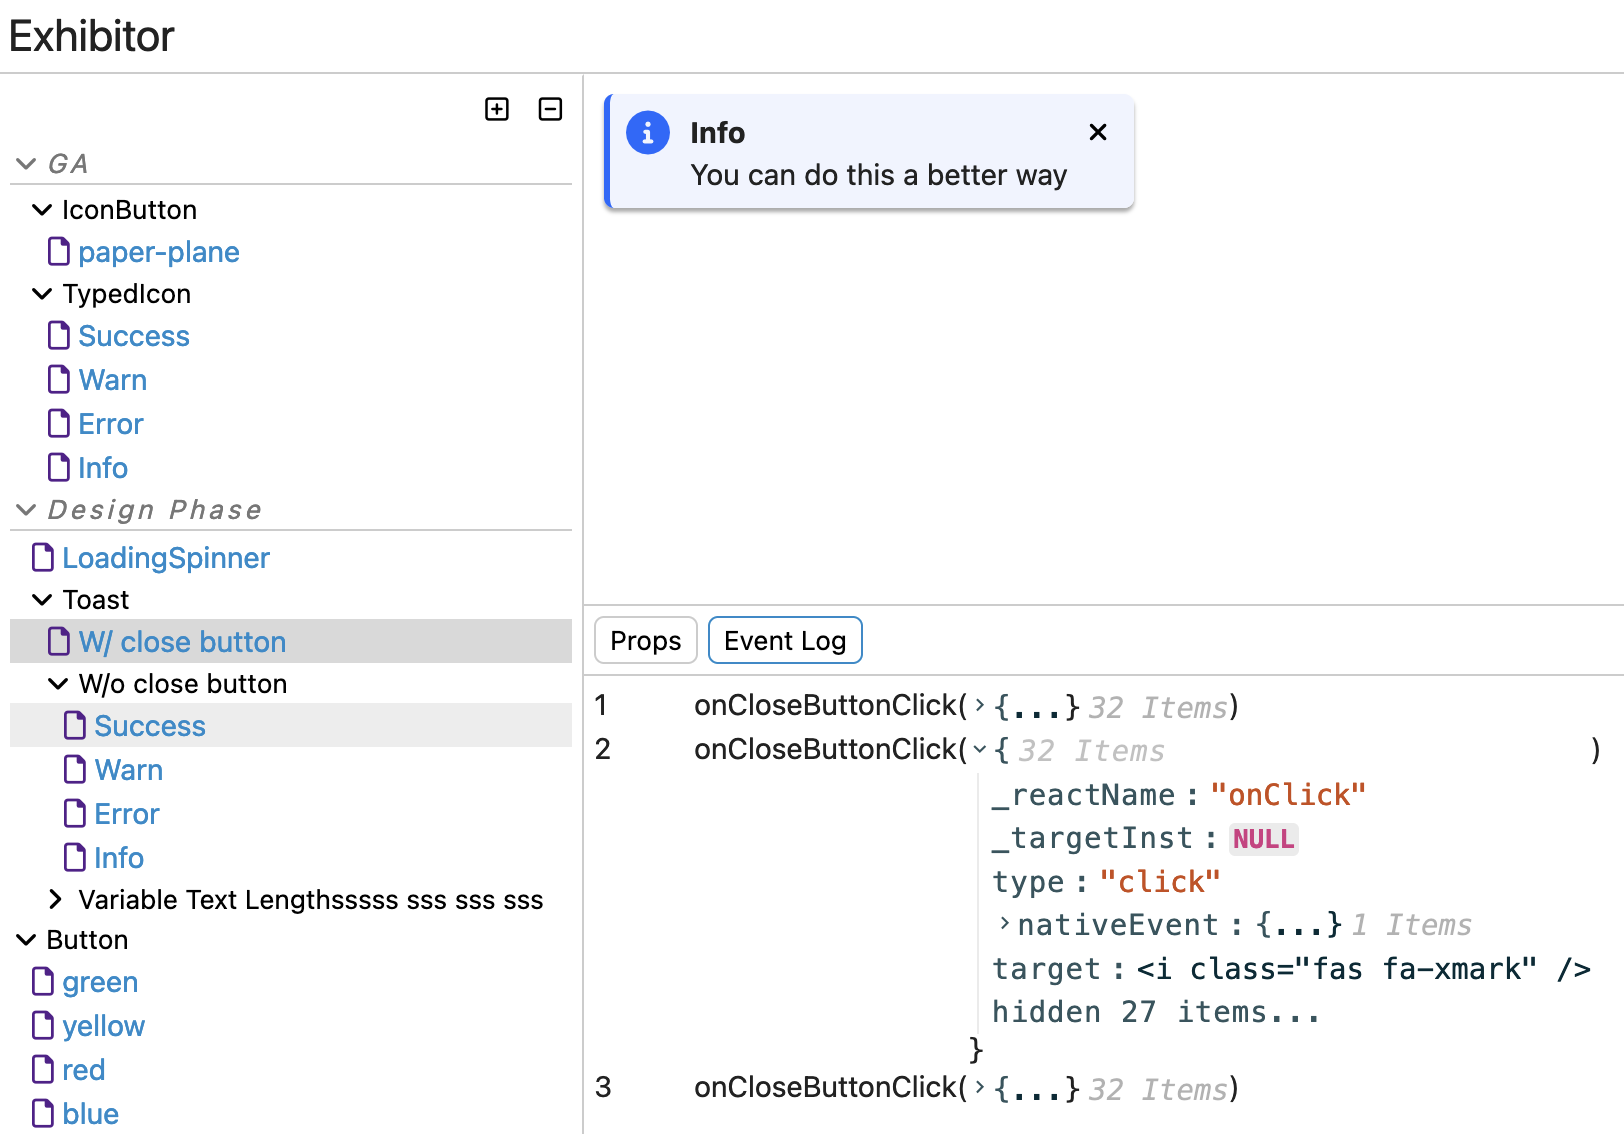 Exhibitor
GA
IconButton
paper-plane
TypedIcon
Success
Warn
Error
Info
Design Phase
LoadingSpinner
Toast
W/ close button
W/o close button
Success
Warn
Error
Info
Variable Text Lengthsssss sss sss sss
Button
green
yellow
red
blue
Info
You can do this a better way
Props
Event Log
1 onCloseButtonClick({...} 32 Items)
2 onCloseButtonClick({ 32 Items )
_reactName : "onClick"
_targetInst : NULL
type : "click"
nativeEvent : {...} 1 Items
target : <i class="fas fa-xmark" />
hidden 27 items...
}
3 onCloseButtonClick({...} 32 Items)